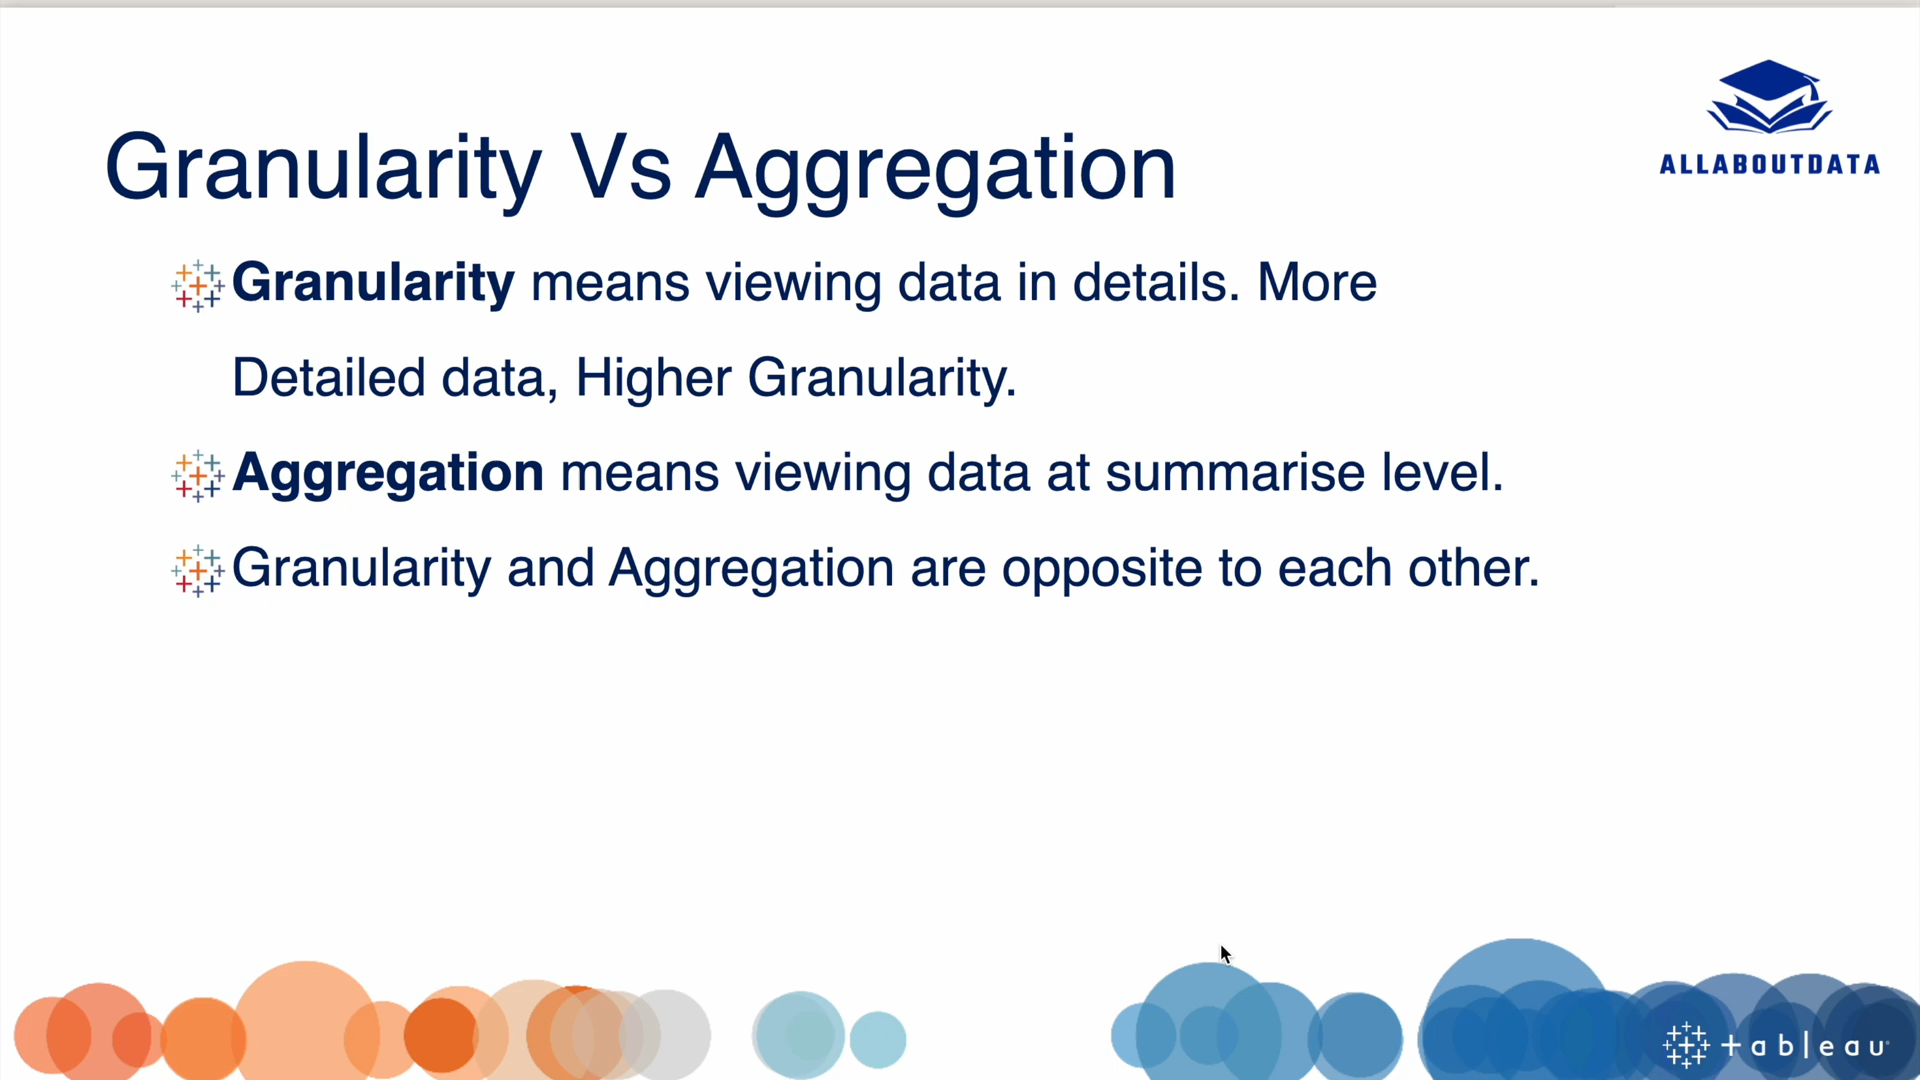 ALLABOUTDATA
Granularity Vs Aggregation
Granularity means viewing data in details. More
Detailed data, Higher Granularity.
Aggregation means viewing data at summarise level.
Granularity and Aggregation are opposite to each other.
+ableau